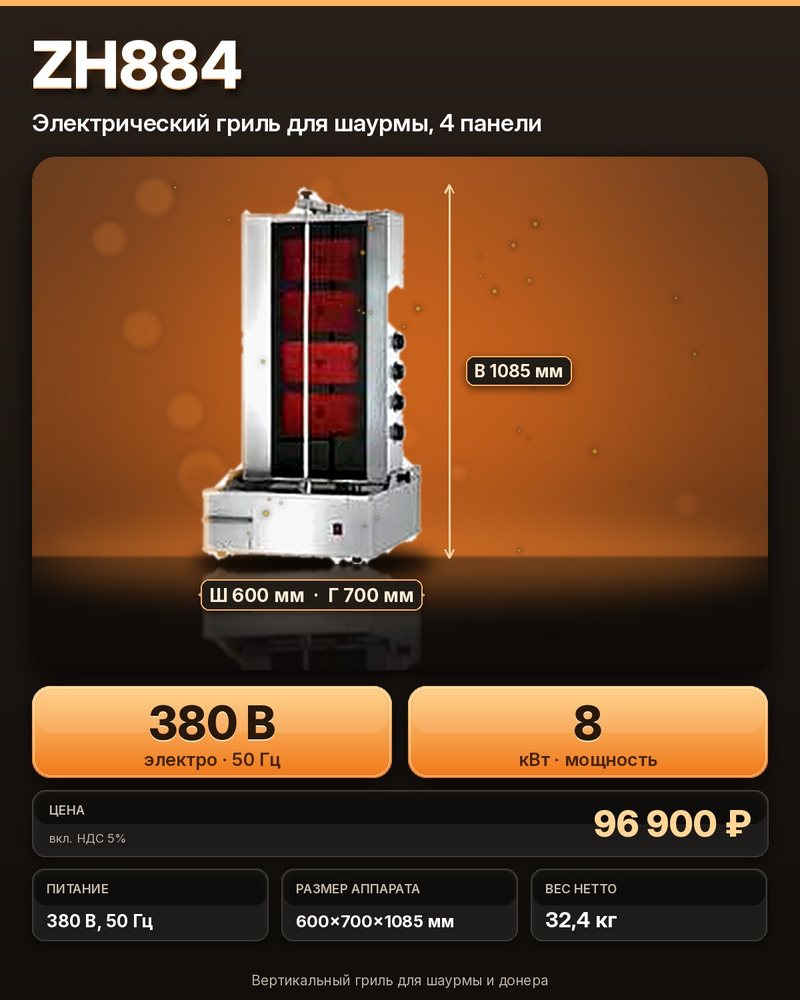 ZH884
Электрический гриль для шаурмы, 4 панели
В 1085 мм
Ш 600 мм · Г 700 мм
380 В
электро · 50 Гц
8
кВт · мощность
ЦЕНА
вкл. НДС 5%
96 900 ₽
ПИТАНИЕ
380 В, 50 Гц
РАЗМЕР АППАРАТА
600×700×1085 мм
ВЕС НЕТТО
32,4 кг
Вертикальный гриль для шаурмы и донера